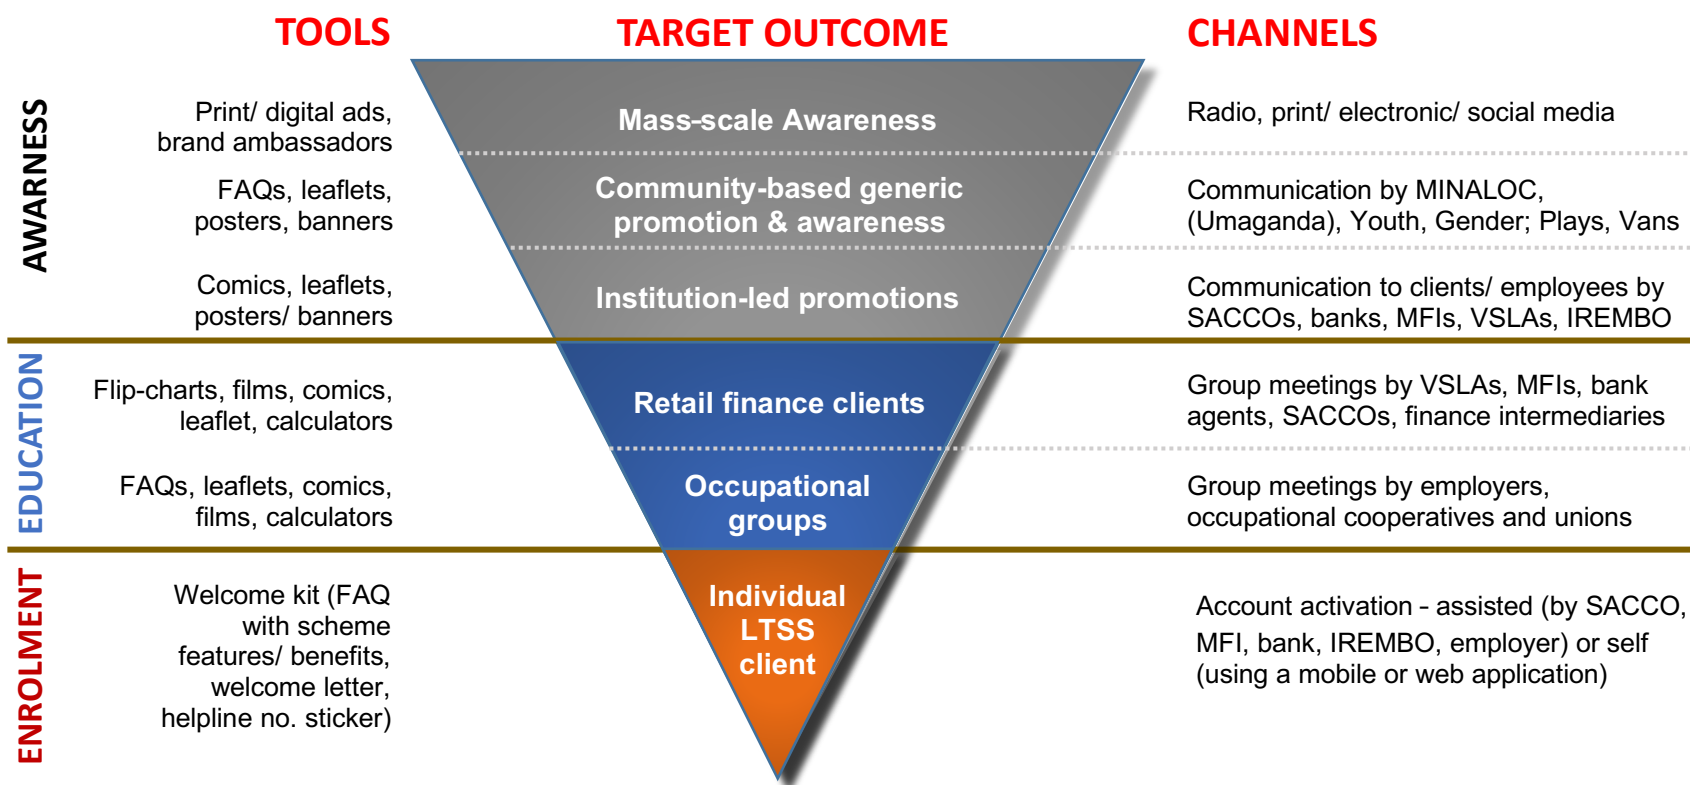 TOOLS
TARGET OUTCOME
CHANNELS
AWARNESS
Print/ digital ads,
brand ambassadors
Mass-scale Awareness
Radio, print/ electronic/ social media
FAQs, leaflets,
posters, banners
Community-based generic
promotion & awareness
Communication by MINALOC,
(Umaganda), Youth, Gender; Plays, Vans
Comics, leaflets,
posters/ banners
Institution-led promotions
Communication to clients/ employees by
SACCOs, banks, MFIs, VSLAs, IREMBO
EDUCATION
Flip-charts, films, comics,
leaflet, calculators
Retail finance clients
Group meetings by VSLAs, MFIs, bank
agents, SACCOs, finance intermediaries
FAQs, leaflets, comics,
films, calculators
Occupational
groups
Group meetings by employers,
occupational cooperatives and unions
ENROLMENT
Welcome kit (FAQ
with scheme
features/ benefits,
welcome letter,
helpline no. sticker)
Individual
LTSS
client
Account activation - assisted (by SACCO,
MFI, bank, IREMBO, employer) or self
(using a mobile or web application)